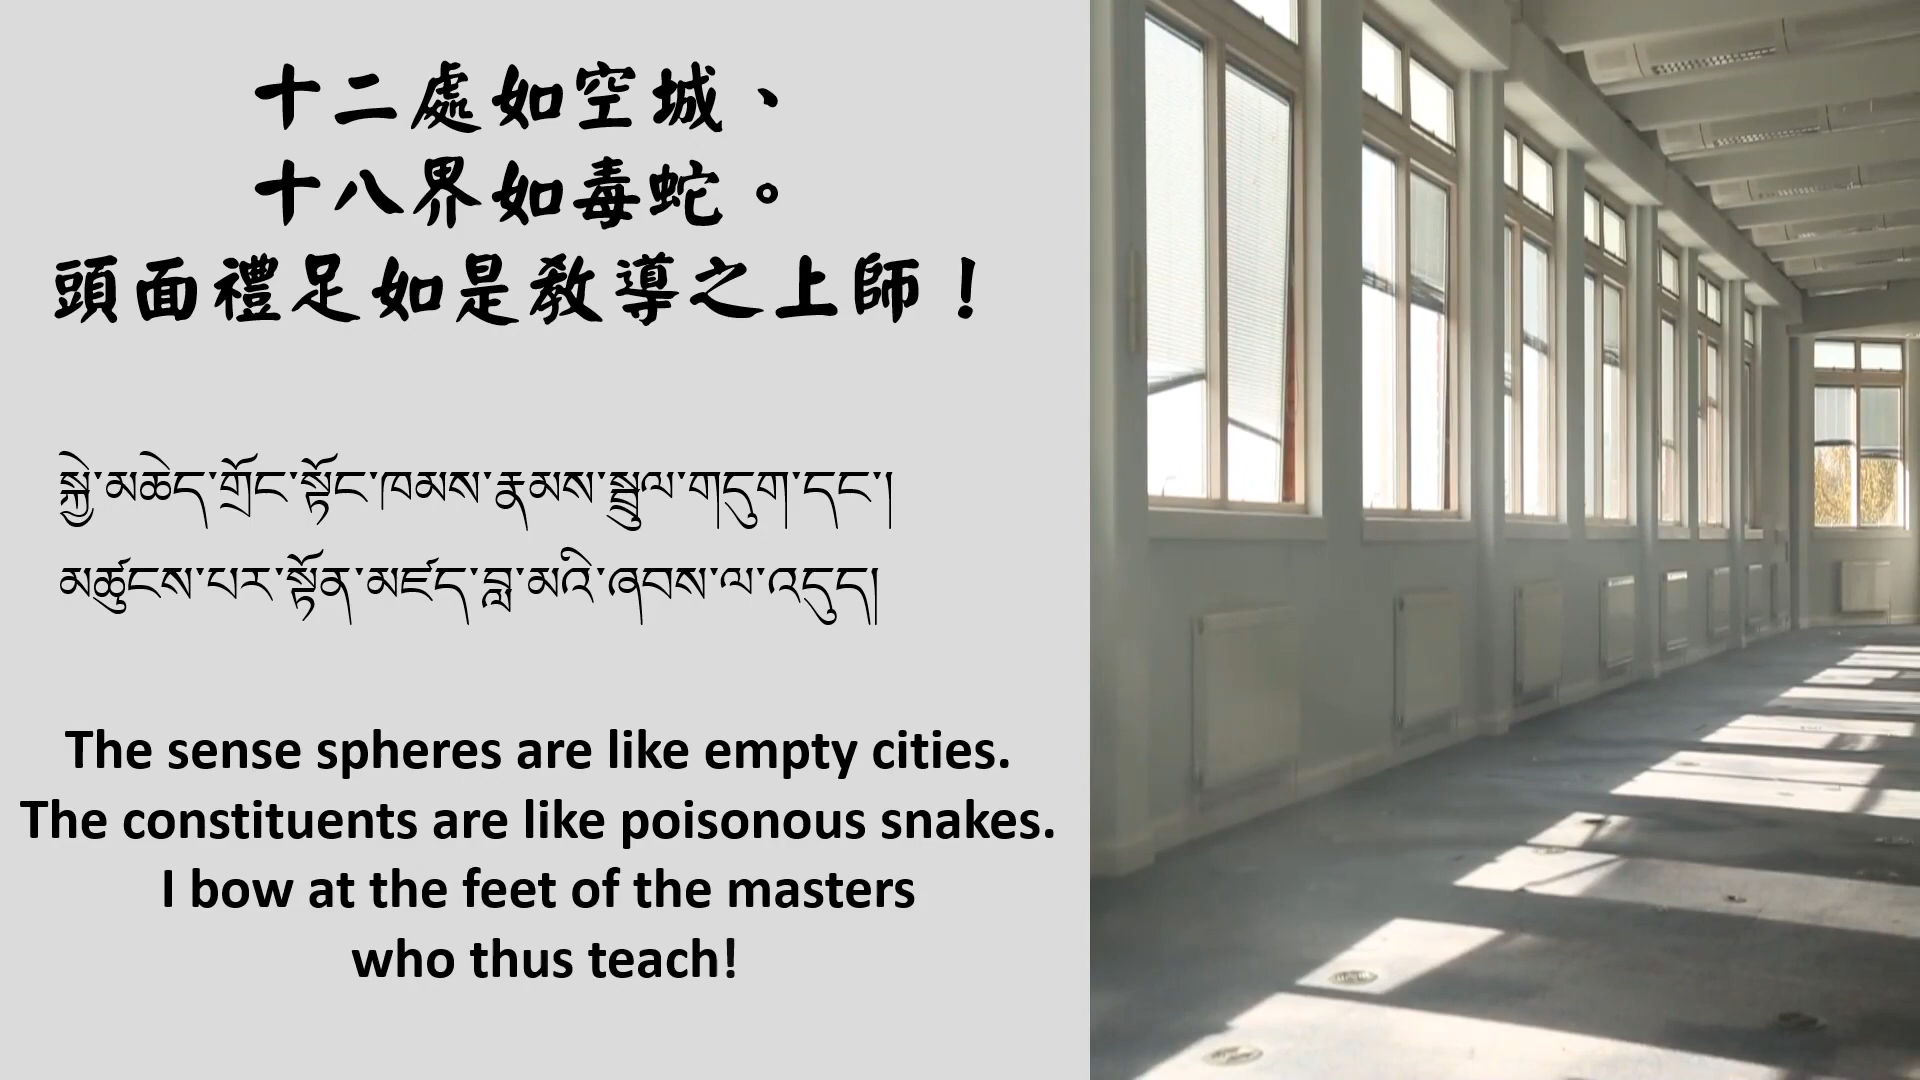 十二處如空城、
十八界如毒蛇。
頭面禮足如是教導之上師！
སྐྱེ་མཆེད་གྲོང་སྟོང་ཁམས་རྣམས་སྦྲུལ་གདུག་དང་།
མཚུངས་པར་སྟོན་མཛད་བླ་མའི་ཞབས་ལ་འདུད།
The sense spheres are like empty cities.
The constituents are like poisonous snakes.
I bow at the feet of the masters
who thus teach!